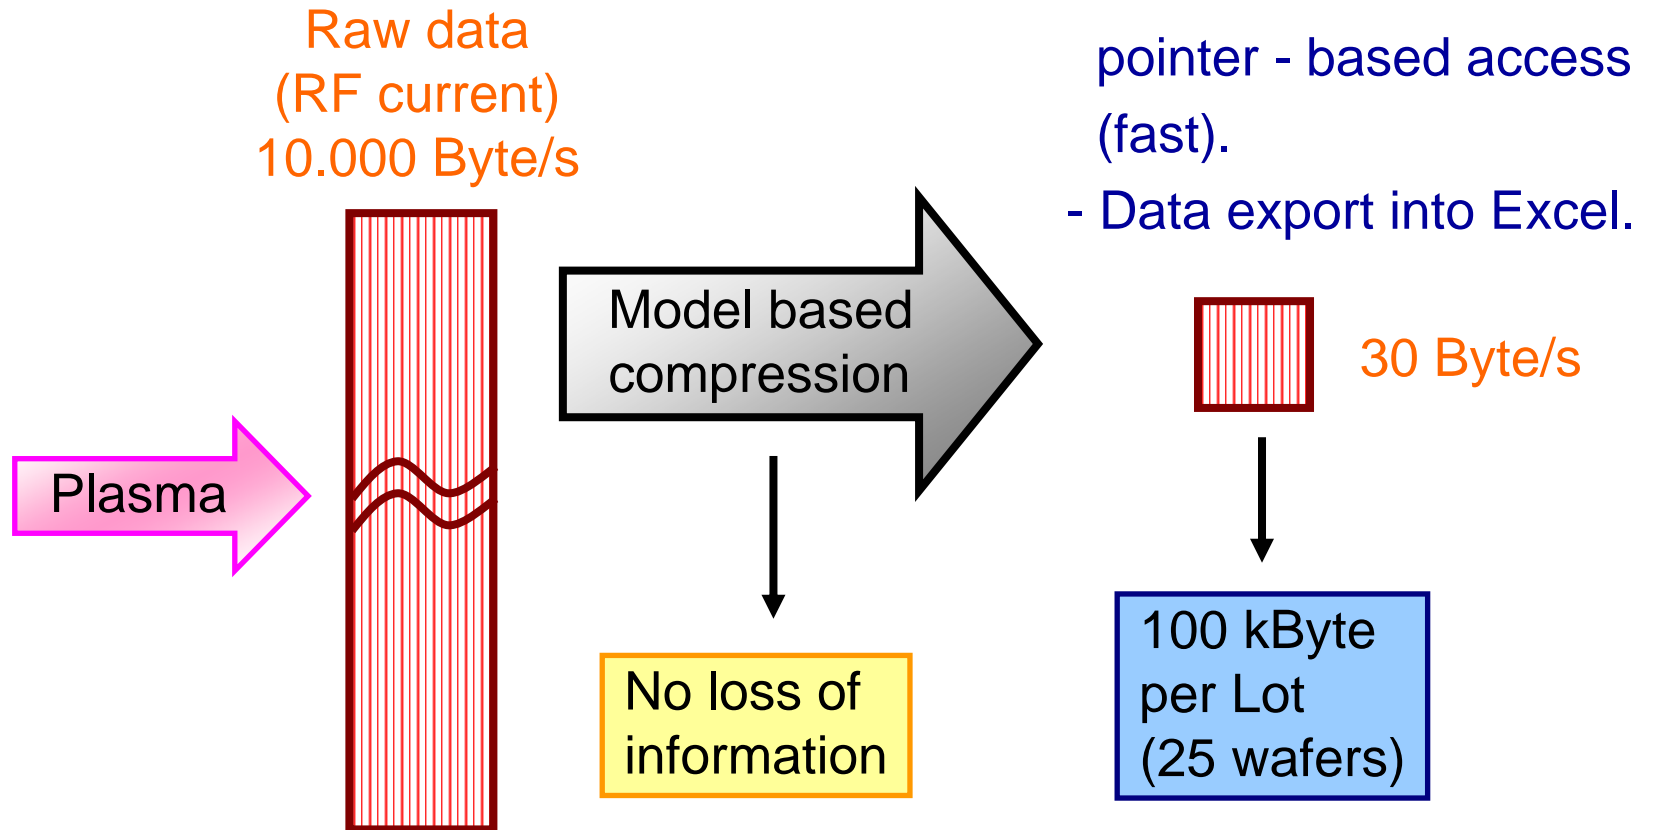 Raw data
(RF current)
10.000 Byte/s
pointer - based access
(fast).
- Data export into Excel.
Model based
compression
30 Byte/s
Plasma
No loss of
information
100 kByte
per Lot
(25 wafers)